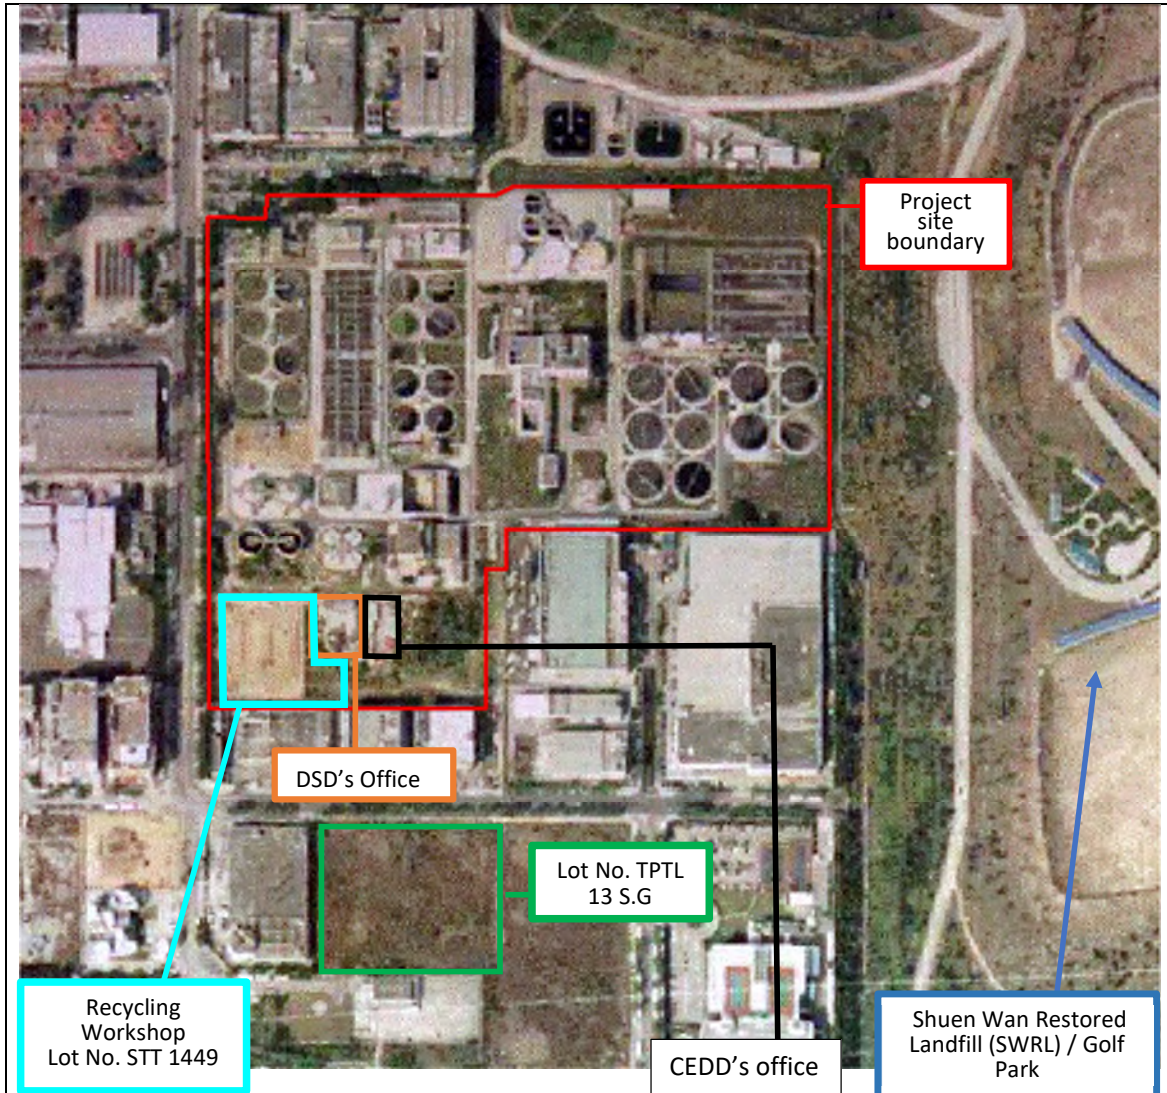 Project
site
boundary
DSD’s Office
Lot No. TPTL
13 S.G
Recycling
Workshop
Lot No. STT 1449
CEDD’s office
Shuen Wan Restored
Landfill (SWRL) / Golf
Park